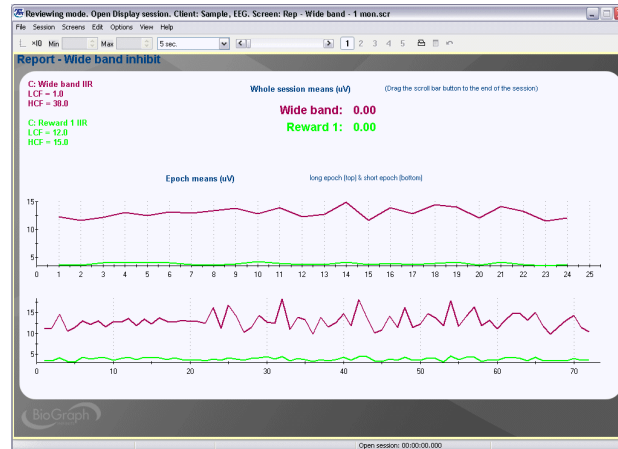 Reviewing mode. Open Display session. Client: Sample, EEG. Screen: Rep - Wide band - 1 mon.scr
File Session Screens Edit Options View Help
×10 Min Max 5 sec. 1 2 3 4 5
Report - Wide band inhibit
C: Wide band IIR
LCF = 1.0
HCF = 38.0
Whole session means (uV) (Drag the scroll bar button to the end of the session)
Wide band: 0.00
C: Reward 1 IIR
LCF = 12.0
HCF = 15.0
Reward 1: 0.00
Epoch means (uV) long epoch (top) & short epoch (bottom)
15
10
5
0 1 2 3 4 5 6 7 8 9 10 11 12 13 14 15 16 17 18 19 20 21 22 23 24 25
15
10
5
0 10 20 30 40 50 60 70
BioGraph
Open session: 00:00:00.000